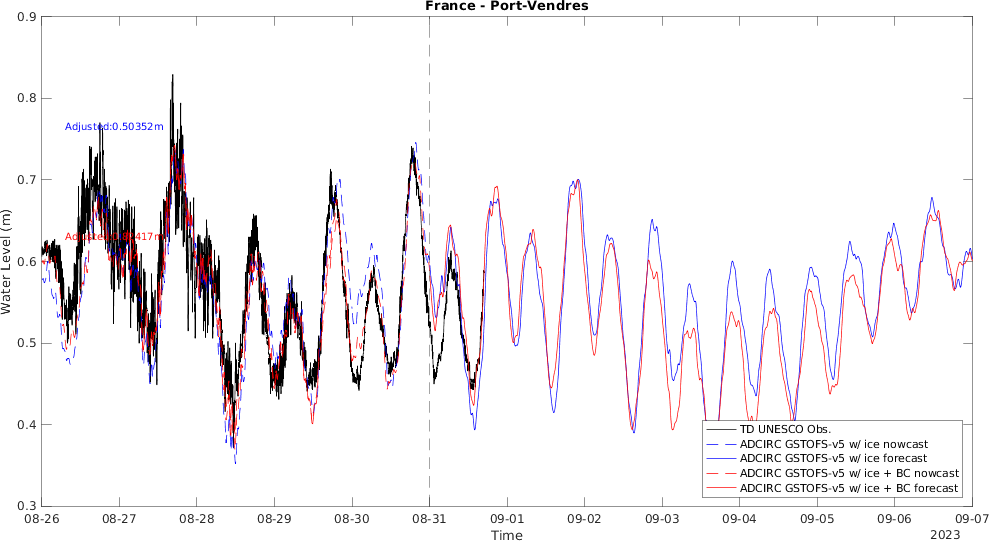 France - Port-Vendres
0.9
0.8
0.7
0.6
0.5
0.4
0.3
Water Level (m)
Adjusted:0.50352m
08-26
08-27
08-28
08-29
08-30
08-31
09-01
09-02
09-03
09-04
09-05
09-06
09-07
Time
2023
TD UNESCO Obs.
ADCIRC GSTOFS-v5 w/ ice nowcast
ADCIRC GSTOFS-v5 w/ ice forecast
ADCIRC GSTOFS-v5 w/ ice + BC nowcast
ADCIRC GSTOFS-v5 w/ ice + BC forecast